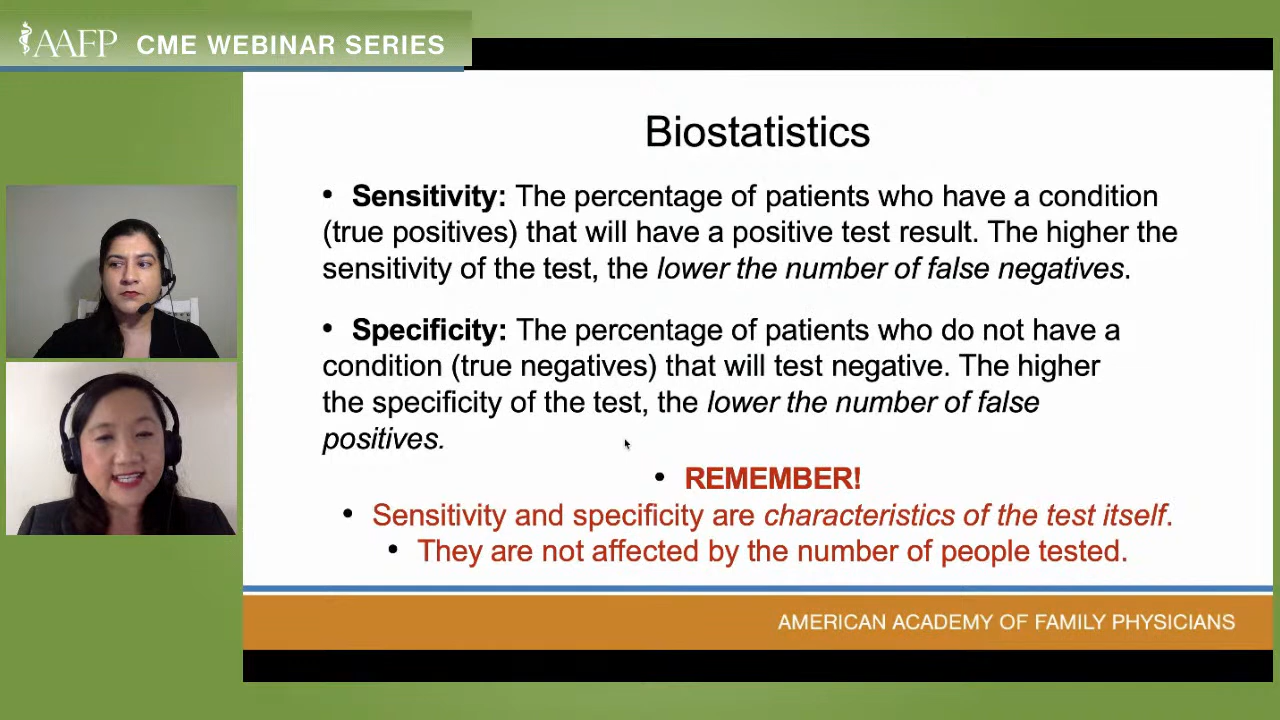 AAFP CME WEBINAR SERIES
Biostatistics
• Sensitivity: The percentage of patients who have a condition
(true positives) that will have a positive test result. The higher the
sensitivity of the test, the lower the number of false negatives.
• Specificity: The percentage of patients who do not have a
condition (true negatives) that will test negative. The higher
the specificity of the test, the lower the number of false
positives.
• REMEMBER!
• Sensitivity and specificity are characteristics of the test itself.
• They are not affected by the number of people tested.
AMERICAN ACADEMY OF FAMILY PHYSICIANS